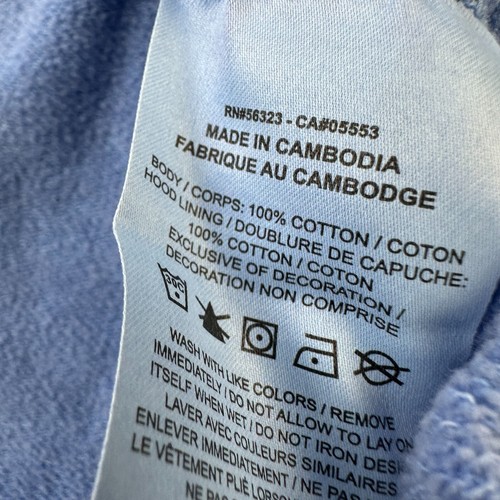 RN#56323 - CA#05553
MADE IN CAMBODIA
FABRIQUE AU CAMBODGE
BODY / CORPS: 100% COTTON / COTON
HOOD LINING / DOUBLURE DE CAPUCHE:
100% COTTON / COTON
EXCLUSIVE OF DECORATION /
DECORATION NON COMPRISE
WASH WITH LIKE COLORS / REMOVE
IMMEDIATELY / DO NOT ALLOW TO LAY ON
ITSELF WHEN WET / DO NOT IRON
LAVER AVEC COULEURS SIMILAIRES
ENLEVER IMMEDIATEMENT / NE
LE VÊTEMENT PLIÉ LORSQU
NE PAS